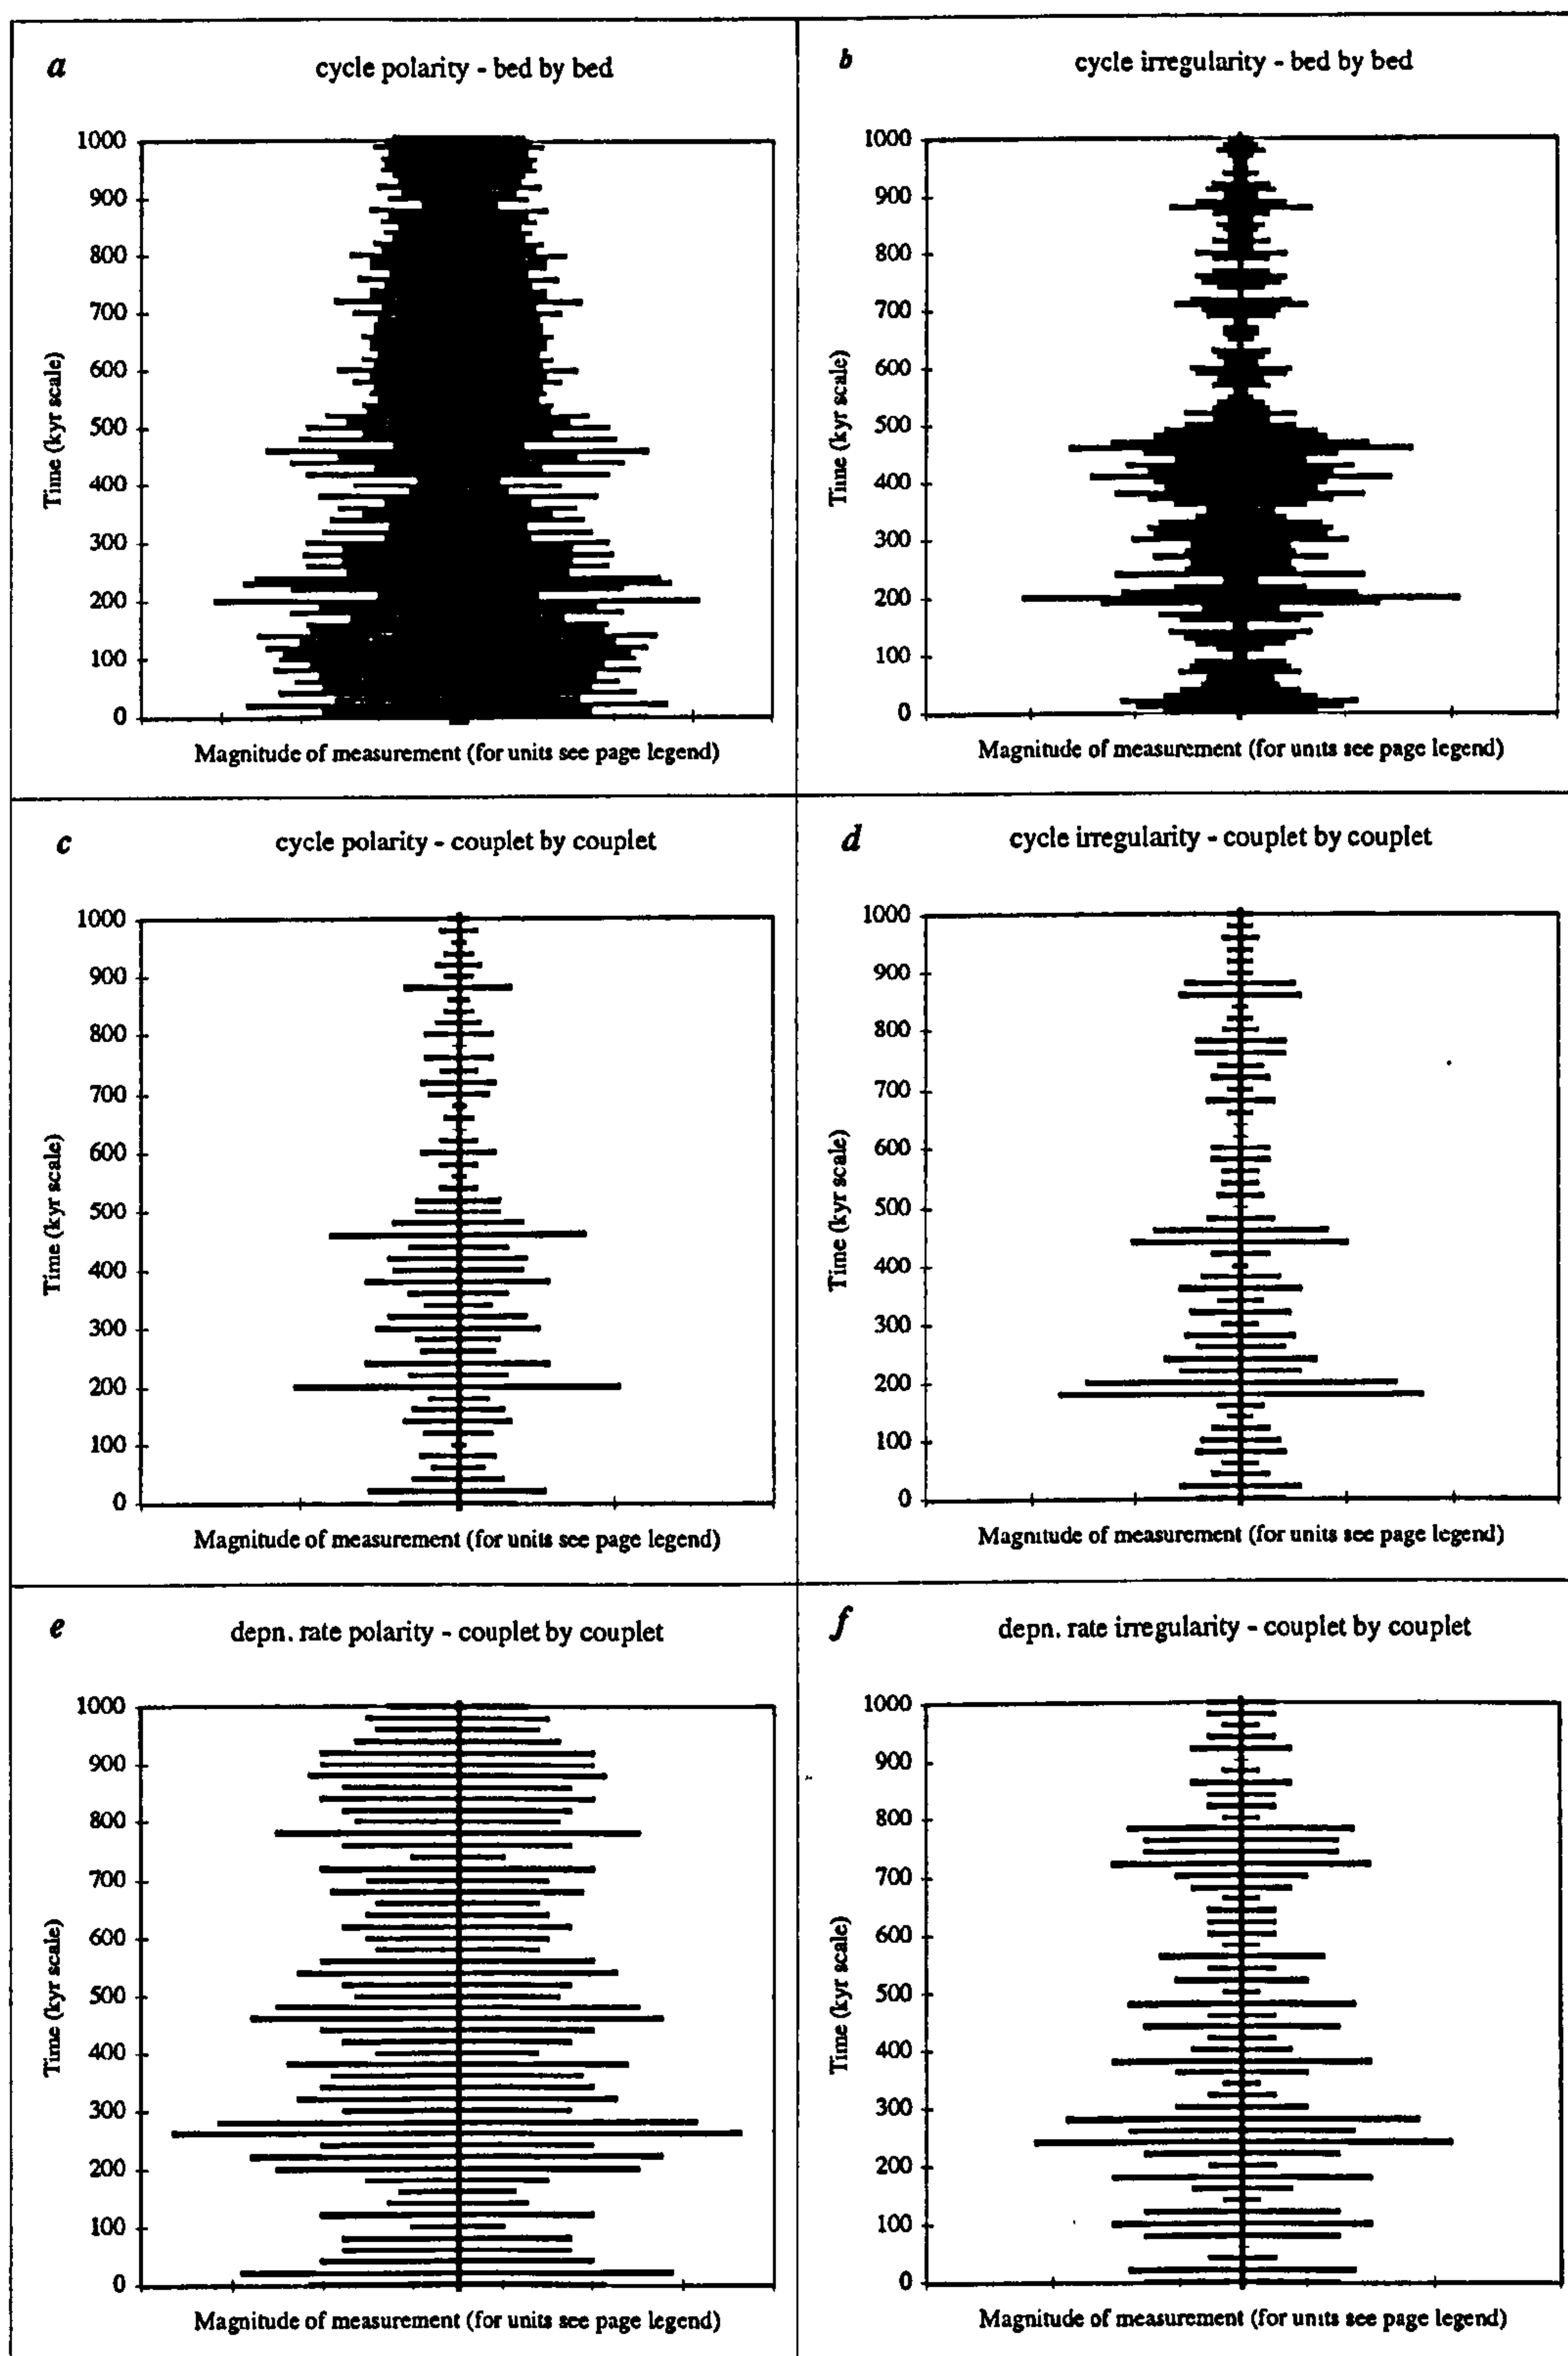 a
cycle polarity - bed by bed
1000
900
800
700
600
500
400
300
200
100
0
Time (kyr scale)
Magnitude of measurement (for units see page legend)
b
cycle irregularity - bed by bed
1000
900
800
700
600
500
400
300
200
100
0
Time (kyr scale)
Magnitude of measurement (for units see page legend)
c
cycle polarity - couplet by couplet
1000
900
800
700
600
500
400
300
200
100
0
Time (kyr scale)
Magnitude of measurement (for units see page legend)
d
cycle irregularity - couplet by couplet
1000
900
800
700
600
500
400
300
200
100
0
Time (kyr scale)
Magnitude of measurement (for units see page legend)
e
depn. rate polarity - couplet by couplet
1000
900
800
700
600
500
400
300
200
100
0
Time (kyr scale)
Magnitude of measurement (for units see page legend)
f
depn. rate irregularity - couplet by couplet
1000
900
800
700
600
500
400
300
200
100
0
Time (kyr scale)
Magnitude of measurement (for units see page legend)